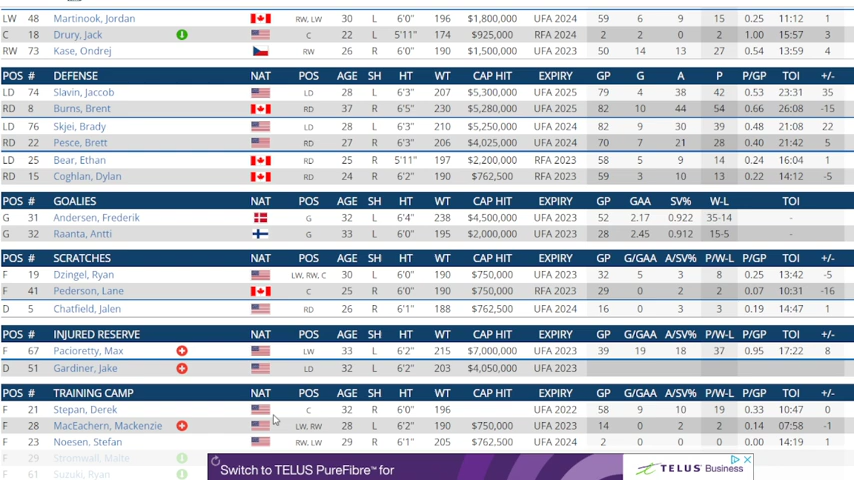 LW 48 Martinook, Jordan RW, LW 30 L 6'0" 196 $1,800,000 UFA 2024 59 6 9 15 0.25 11:12 1
C 18 Drury, Jack C 22 L 5'11" 174 $925,000 RFA 2024 2 2 0 2 1.00 15:57 3
RW 73 Kase, Ondrej RW 26 R 6'0" 190 $1,500,000 UFA 2023 50 14 13 27 0.54 13:59 4
POS # DEFENSE NAT POS AGE SH HT WT CAP HIT EXPIRY GP G A P P/GP TOI +/-
LD 74 Slavin, Jaccob LD 28 L 6'3" 207 $5,300,000 UFA 2025 79 4 38 42 0.53 23:31 35
RD 8 Burns, Brent RD 37 R 6'5" 230 $5,280,000 UFA 2025 82 10 44 54 0.66 26:08 -15
LD 76 Skjei, Brady LD 28 L 6'3" 210 $5,250,000 UFA 2024 82 9 30 39 0.48 21:08 22
RD 22 Pesce, Brett RD 27 R 6'3" 206 $4,025,000 UFA 2024 70 7 21 28 0.40 21:42 5
LD 25 Bear, Ethan RD 25 R 5'11" 197 $2,200,000 RFA 2023 58 5 9 14 0.24 16:04 1
RD 15 Coghlan, Dylan RD 24 R 6'2" 190 $762,500 RFA 2023 59 3 10 13 0.22 14:12 -5
POS # GOALIES NAT POS AGE SH HT WT CAP HIT EXPIRY GP GAA SV% W-L TOI
G 31 Andersen, Frederik G 32 L 6'4" 238 $4,500,000 UFA 2023 52 2.17 0.922 35-14 -
G 32 Raanta, Antti G 33 L 6'0" 195 $2,000,000 UFA 2023 28 2.45 0.912 15-5 -
POS # SCRATCHES NAT POS AGE SH HT WT CAP HIT EXPIRY GP G/GAA A/SV% P/W-L P/GP TOI +/-
F 19 Dzingel, Ryan LW, RW, C 30 L 6'0" 190 $750,000 UFA 2023 32 5 3 8 0.25 13:42 -5
F 41 Pederson, Lane C 25 R 6'0" 190 $750,000 RFA 2023 29 0 2 2 0.07 10:31 -16
D 5 Chatfield, Jalen RD 26 R 6'1" 188 $762,500 UFA 2024 16 0 3 3 0.19 14:47 1
POS # INJURED RESERVE NAT POS AGE SH HT WT CAP HIT EXPIRY GP G/GAA A/SV% P/W-L P/GP TOI +/-
F 67 Pacioretty, Max LW 33 L 6'2" 215 $7,000,000 UFA 2023 39 19 18 37 0.95 17:22 8
D 51 Gardiner, Jake LD 32 L 6'2" 203 $4,050,000 UFA 2023
POS # TRAINING CAMP NAT POS AGE SH HT WT CAP HIT EXPIRY GP G/GAA A/SV% P/W-L P/GP TOI +/-
F 21 Stepan, Derek C 32 R 6'0" 196 UFA 2022 58 9 10 19 0.33 10:47 0
F 28 MacEachern, Mackenzie LW, RW 28 L 6'2" 190 $750,000 UFA 2023 14 0 2 2 0.14 07:58 -1
F 23 Noesen, Stefan RW, LW 29 R 6'1" 205 $762,500 UFA 2024 2 0 0 0 0.00 14:19 1
F 29 Stromwall, Malte
F 61 Suzuki, Ryan
Switch to TELUS PureFibre™ for
TELUS Business